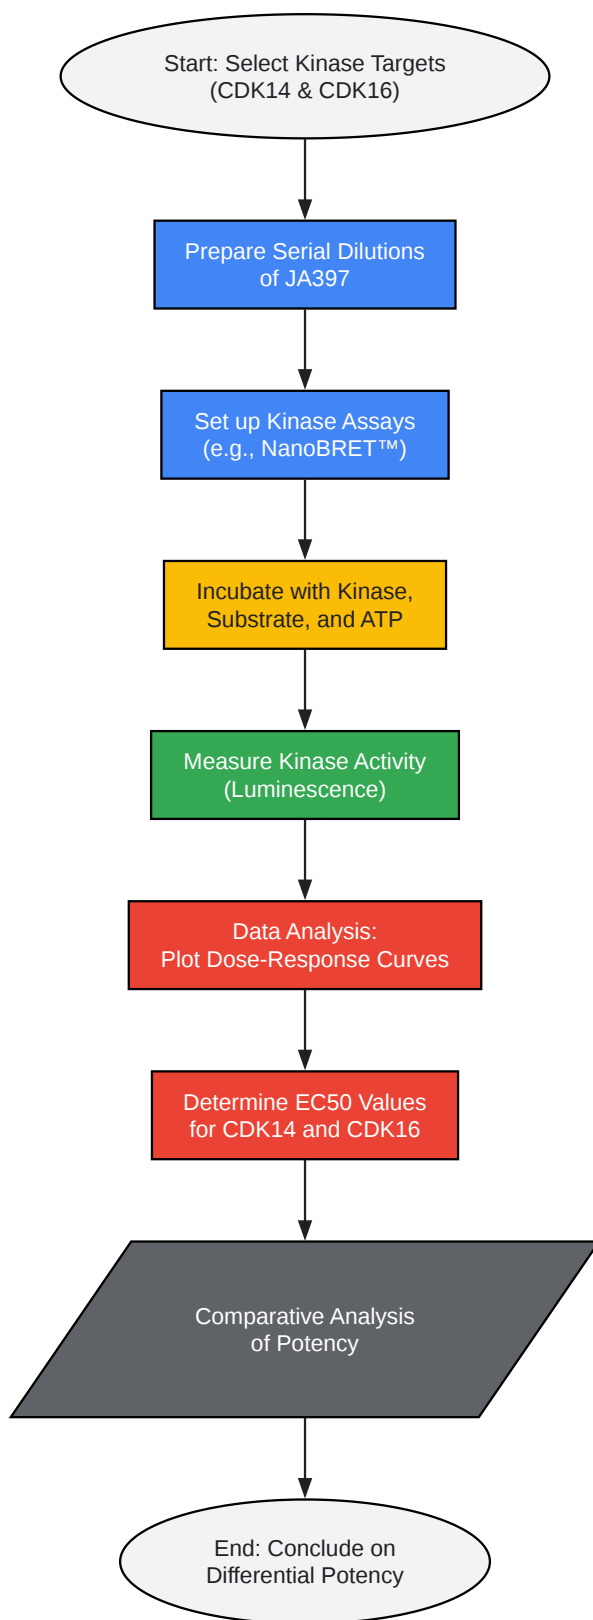 Start: Select Kinase Targets
(CDK14 & CDK16)
Prepare Serial Dilutions
of JA397
Set up Kinase Assays
(e.g., NanoBRET™)
Incubate with Kinase,
Substrate, and ATP
Measure Kinase Activity
(Luminescence)
Data Analysis:
Plot Dose-Response Curves
Determine EC50 Values
for CDK14 and CDK16
Comparative Analysis
of Potency
End: Conclude on
Differential Potency